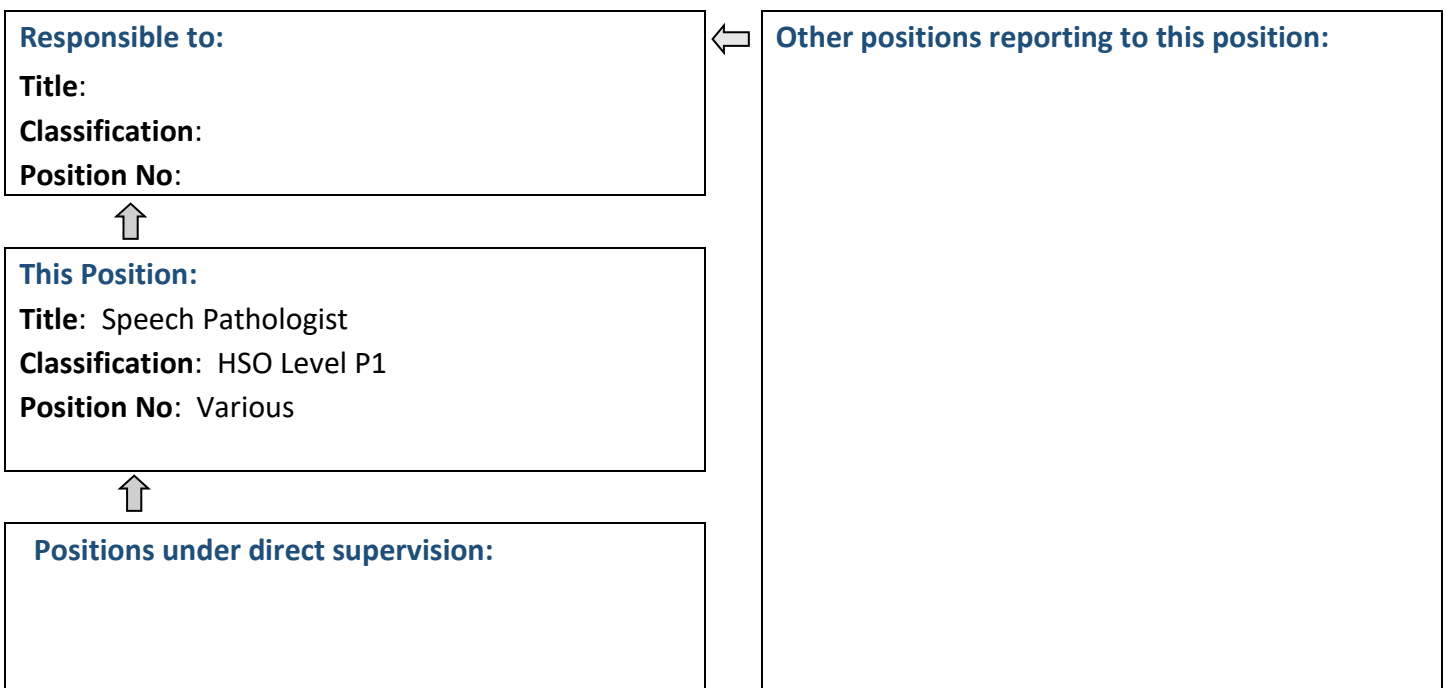 Responsible to:
Title:
Classification:
Position No:
Other positions reporting to this position:
This Position:
Title: Speech Pathologist
Classification: HSO Level P1
Position No: Various
Positions under direct supervision: